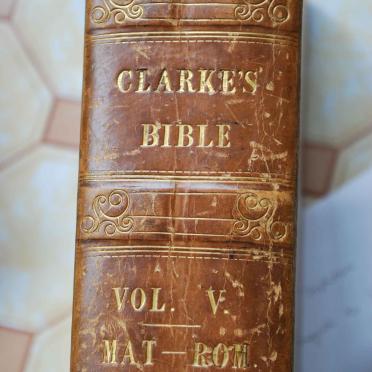 CLARKE'S
BIBLE
VOL. V.
MAT—ROM.